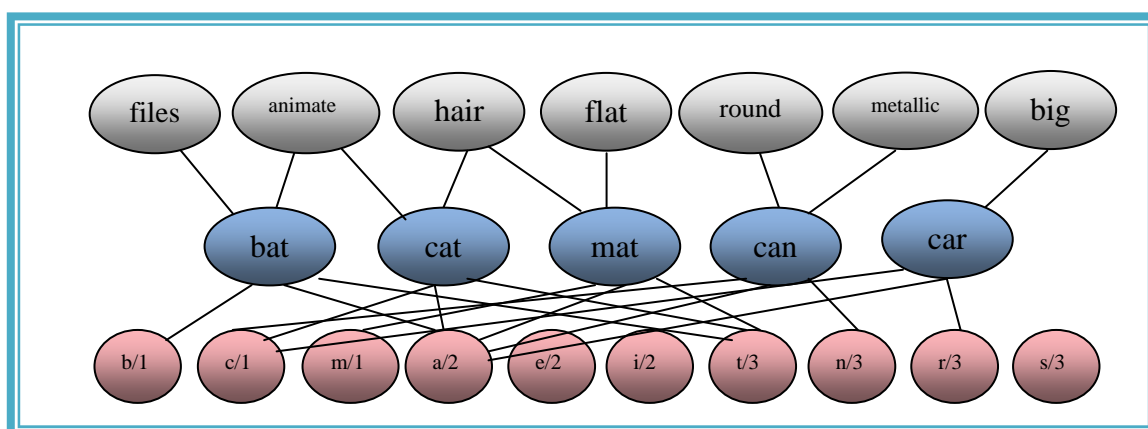 files animate hair flat round metallic big
bat cat mat can car
b/1 c/1 m/1 a/2 e/2 i/2 t/3 n/3 r/3 s/3